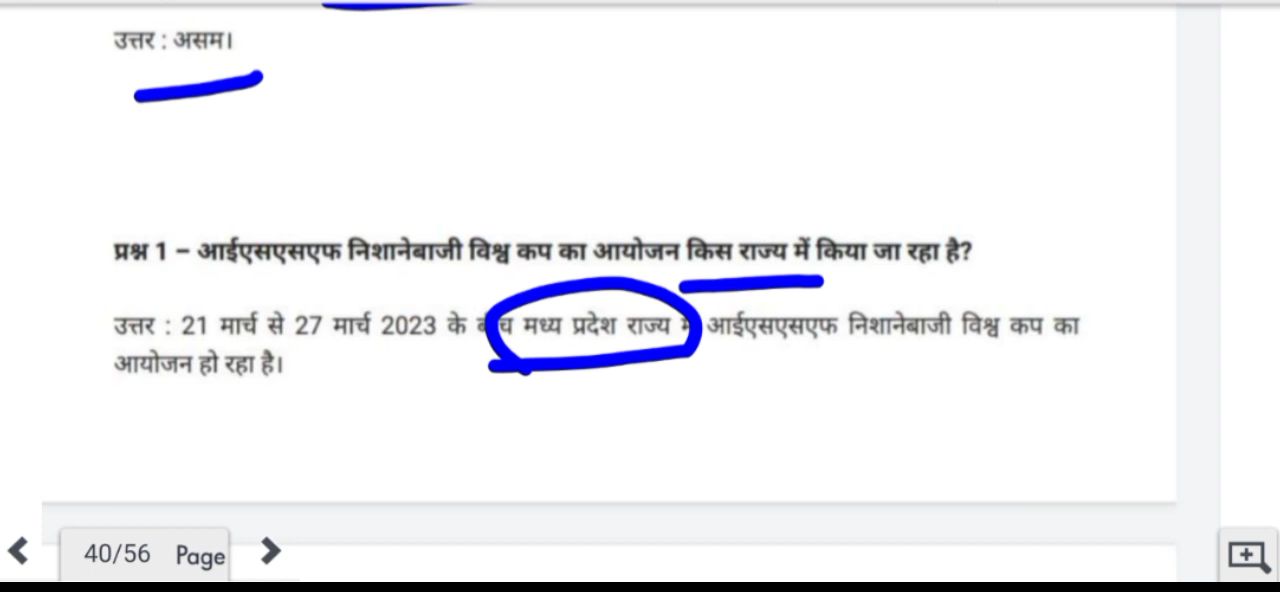 उत्तर : असम।
प्रश्न 1 – आईएसएसएफ निशानेबाजी विश्व कप का आयोजन किस राज्य में किया जा रहा है?
उत्तर : 21 मार्च से 27 मार्च 2023 के बीच मध्य प्रदेश राज्य में आईएसएसएफ निशानेबाजी विश्व कप का
आयोजन हो रहा है।
40/56 Page